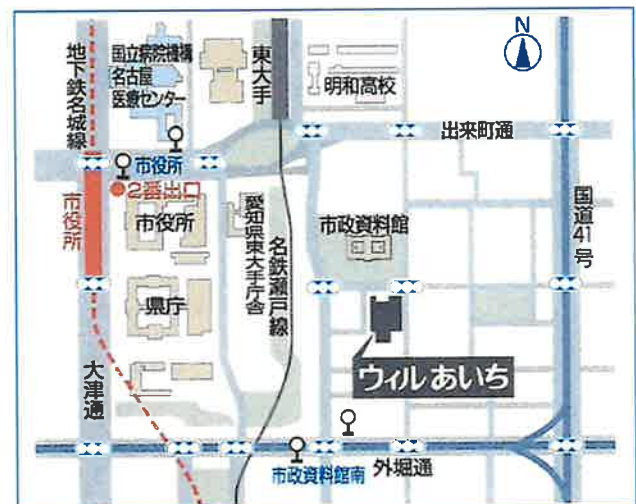 N
地下鉄名城線
国立病院機構
名古屋
医療センター
東大手
明和高校
出来町通
市役所
2番出口
市役所
市役所
愛知県東大手庁舎
名鉄瀬戸線
市政資料館
国道41号
県庁
大津通
ウィルあいち
市政資料館南
外堀通